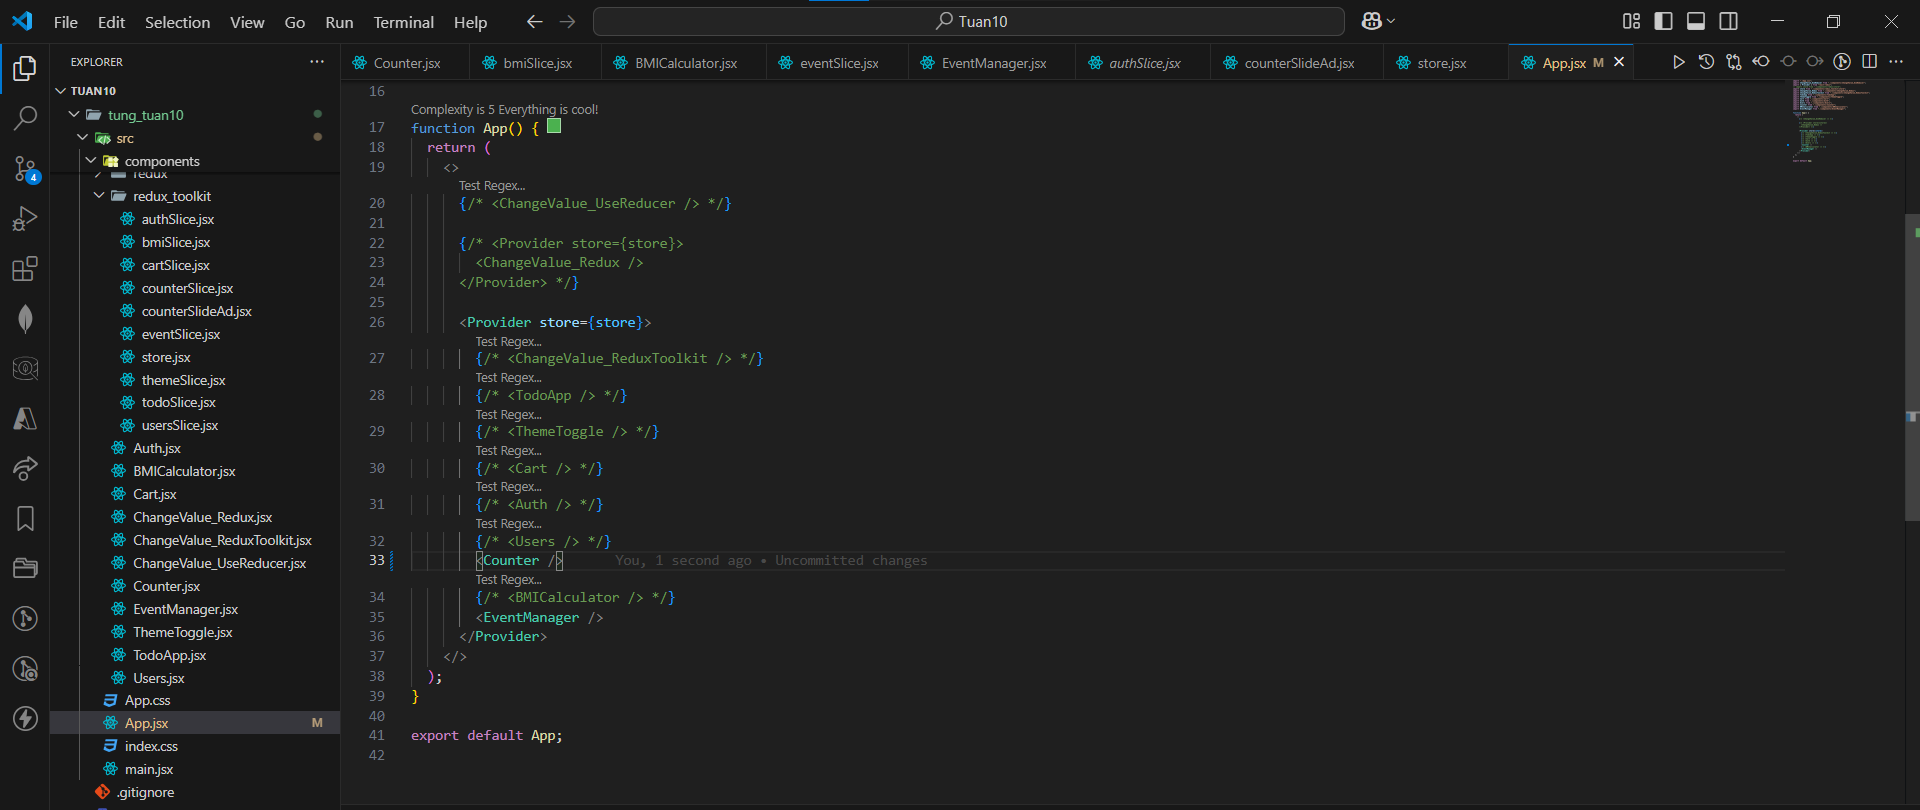 File Edit Selection View Go Run Terminal Help
Tuan10
EXPLORER
TUAN10
tung_tuan10
src
components
redux
redux_toolkit
authSlice.jsx
bmiSlice.jsx
cartSlice.jsx
counterSlice.jsx
counterSlideAd.jsx
eventSlice.jsx
store.jsx
themeSlice.jsx
todoSlice.jsx
usersSlice.jsx
Auth.jsx
BMICalculator.jsx
Cart.jsx
ChangeValue_Redux.jsx
ChangeValue_ReduxToolkit.jsx
ChangeValue_UseReducer.jsx
Counter.jsx
EventManager.jsx
ThemeToggle.jsx
TodoApp.jsx
Users.jsx
App.css
App.jsx M
index.css
main.jsx
.gitignore
4
Counter.jsx bmiSlice.jsx BMICalculator.jsx eventSlice.jsx EventManager.jsx authSlice.jsx counterSlideAd.jsx store.jsx App.jsx M
16
Complexity is 5 Everything is cool!
17 function App() {
18 return (
19 <>
Test Regex...
20 {/* <ChangeValue_UseReducer /> */}
21
22 {/* <Provider store={store}>
23 <ChangeValue_Redux />
24 </Provider> */}
25
26 <Provider store={store}>
Test Regex...
27 {/* <ChangeValue_ReduxToolkit /> */}
Test Regex...
28 {/* <TodoApp /> */}
Test Regex...
29 {/* <ThemeToggle /> */}
Test Regex...
30 {/* <Cart /> */}
Test Regex...
31 {/* <Auth /> */}
Test Regex...
32 {/* <Users /> */}
33 <Counter /> You, 1 second ago • Uncommitted changes
Test Regex...
34 {/* <BMICalculator /> */}
35 <EventManager />
36 </Provider>
37 </>
38 );
39 }
40
41 export default App;
42